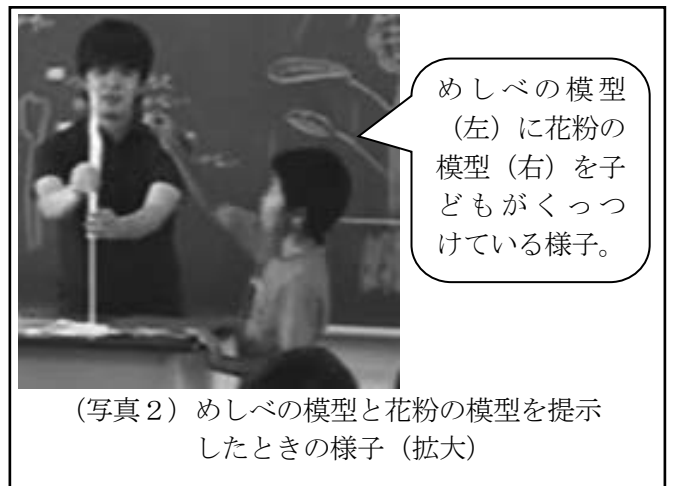 めしべの模型
（左）に花粉の
模型（右）を子
どもがくっつ
けている様子。
（写真２）めしべの模型と花粉の模型を提示
したときの様子（拡大）